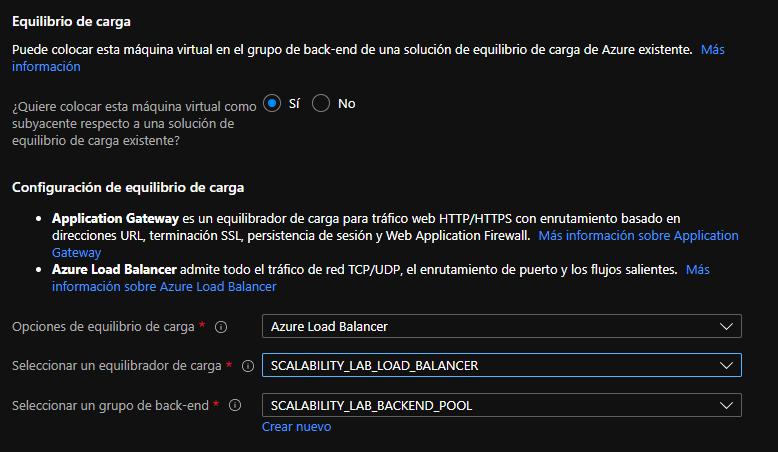 Equilibrio de carga
Puede colocar esta máquina virtual en el grupo de back-end de una solución de equilibrio de carga de Azure existente. Más
información
¿Quiere colocar esta máquina virtual como
subyacente respecto a una solución de
equilibrio de carga existente?
Sí No
Configuración de equilibrio de carga
Application Gateway es un equilibrador de carga para tráfico web HTTP/HTTPS con enrutamiento basado en
direcciones URL, terminación SSL, persistencia de sesión y Web Application Firewall. Más información sobre Application
Gateway
Azure Load Balancer admite todo el tráfico de red TCP/UDP, el enrutamiento de puerto y los flujos salientes. Más
información sobre Azure Load Balancer
Opciones de equilibrio de carga * Azure Load Balancer
Seleccionar un equilibrador de carga * SCALABILITY_LAB_LOAD_BALANCER
Seleccionar un grupo de back-end * SCALABILITY_LAB_BACKEND_POOL
Crear nuevo